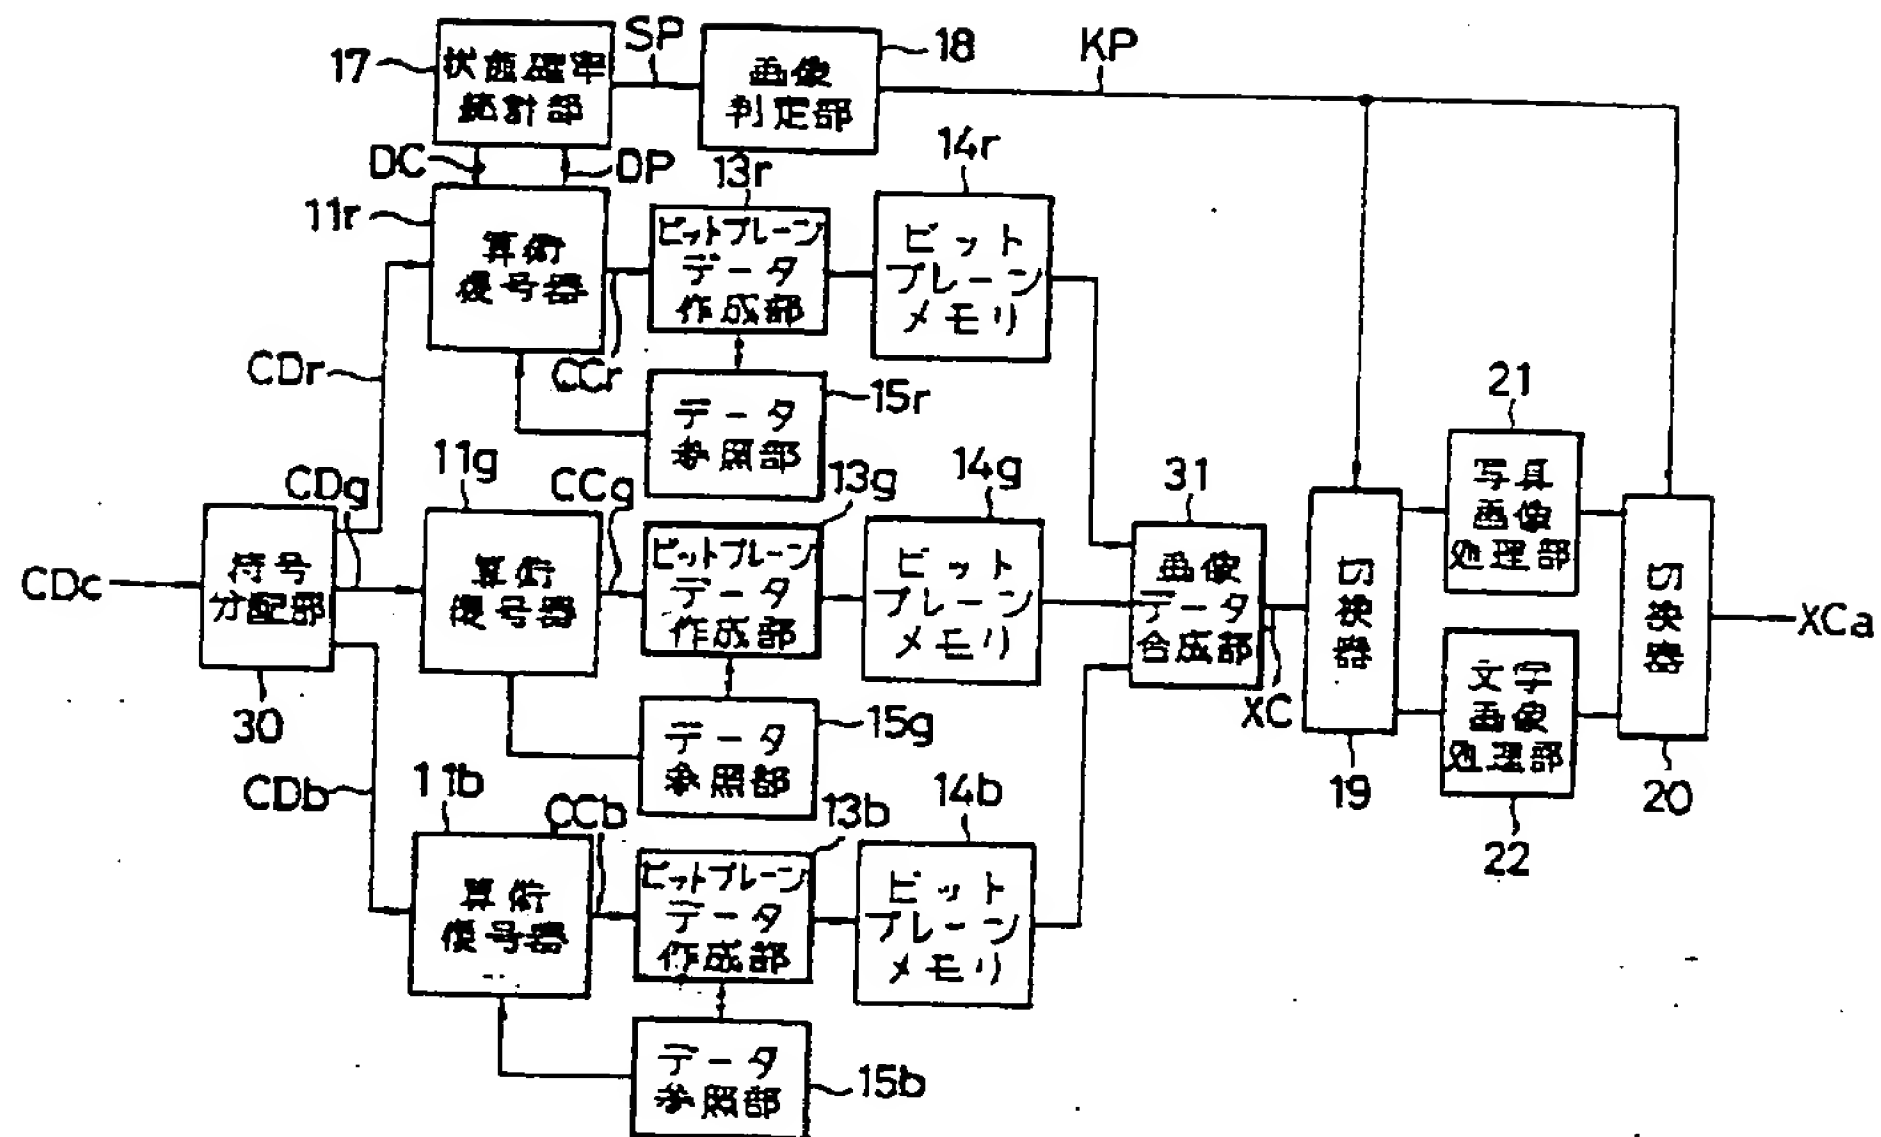 SP
17
状態確率
統計部
画像
判定部
18
KP
DC
DP
13r
14r
11r
算術
復号器
ビットプレーン
データ
作成部
ビット
プレーン
メモリ
CDr
CCr
データ
参照部
15r
21
写真
画像
処理部
CDg
11g
CCg
13g
14g
31
CDc
符号
分配部
30
算術
復号器
ビットプレーン
データ
作成部
ビット
プレーン
メモリ
画像
データ
合成部
XC
切
換
器
19
切
換
器
20
XCa
データ
参照部
15g
文字
画像
処理部
22
CDb
11b
CCb
13b
14b
算術
復号器
ビットプレーン
データ
作成部
ビット
プレーン
メモリ
データ
参照部
15b